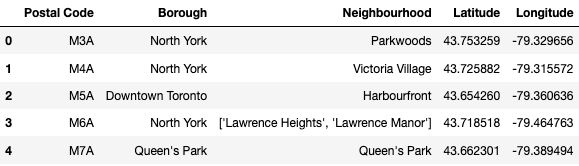 Postal Code Borough Neighbourhood Latitude Longitude
0 M3A North York Parkwoods 43.753259 -79.329656
1 M4A North York Victoria Village 43.725882 -79.315572
2 M5A Downtown Toronto Harbourfront 43.654260 -79.360636
3 M6A North York ['Lawrence Heights', 'Lawrence Manor'] 43.718518 -79.464763
4 M7A Queen's Park Queen's Park 43.662301 -79.389494